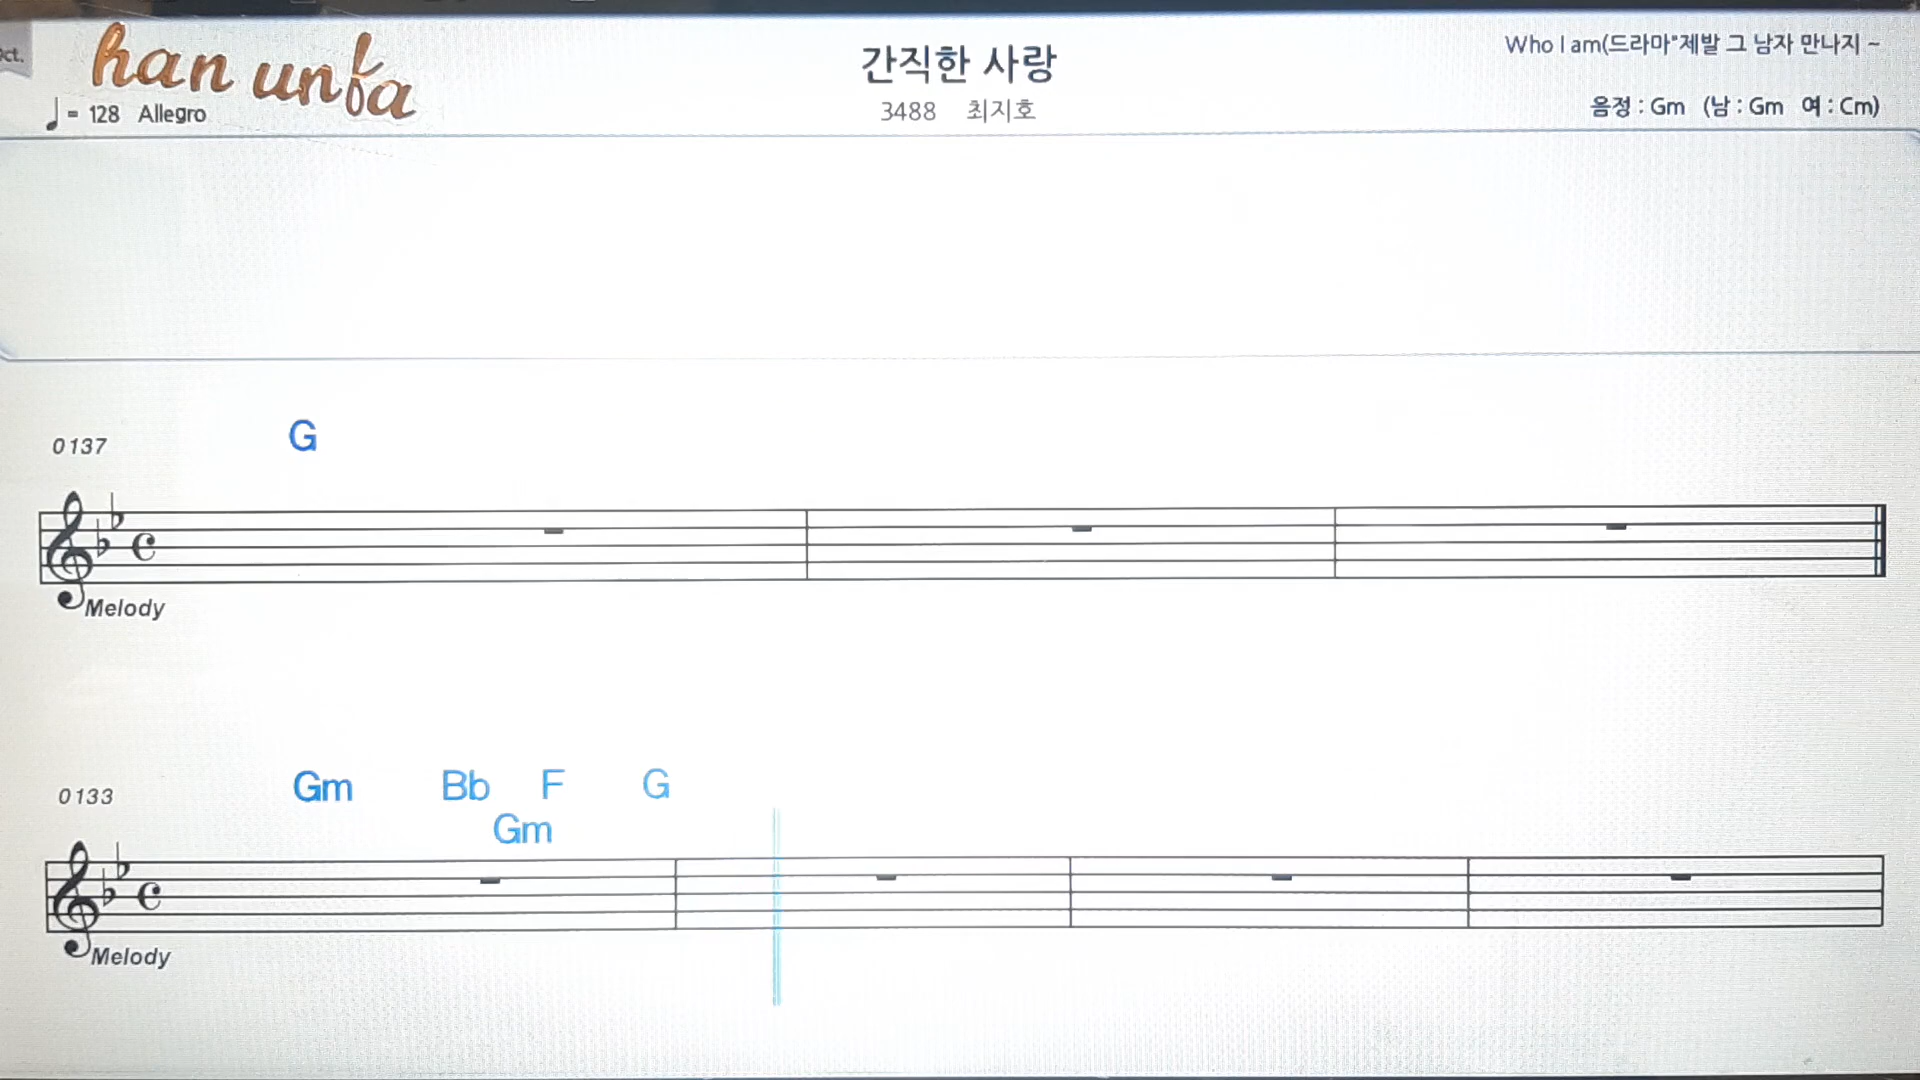 Oct.
han unfa
♩= 128 Allegro
간직한 사랑
3488 최지호
Who I am(드라마"제발 그 남자 만나지 ~
음정 : Gm (남 : Gm 여 : Cm)
0137
G
Melody
0133
Gm Bb F G
Gm
Melody